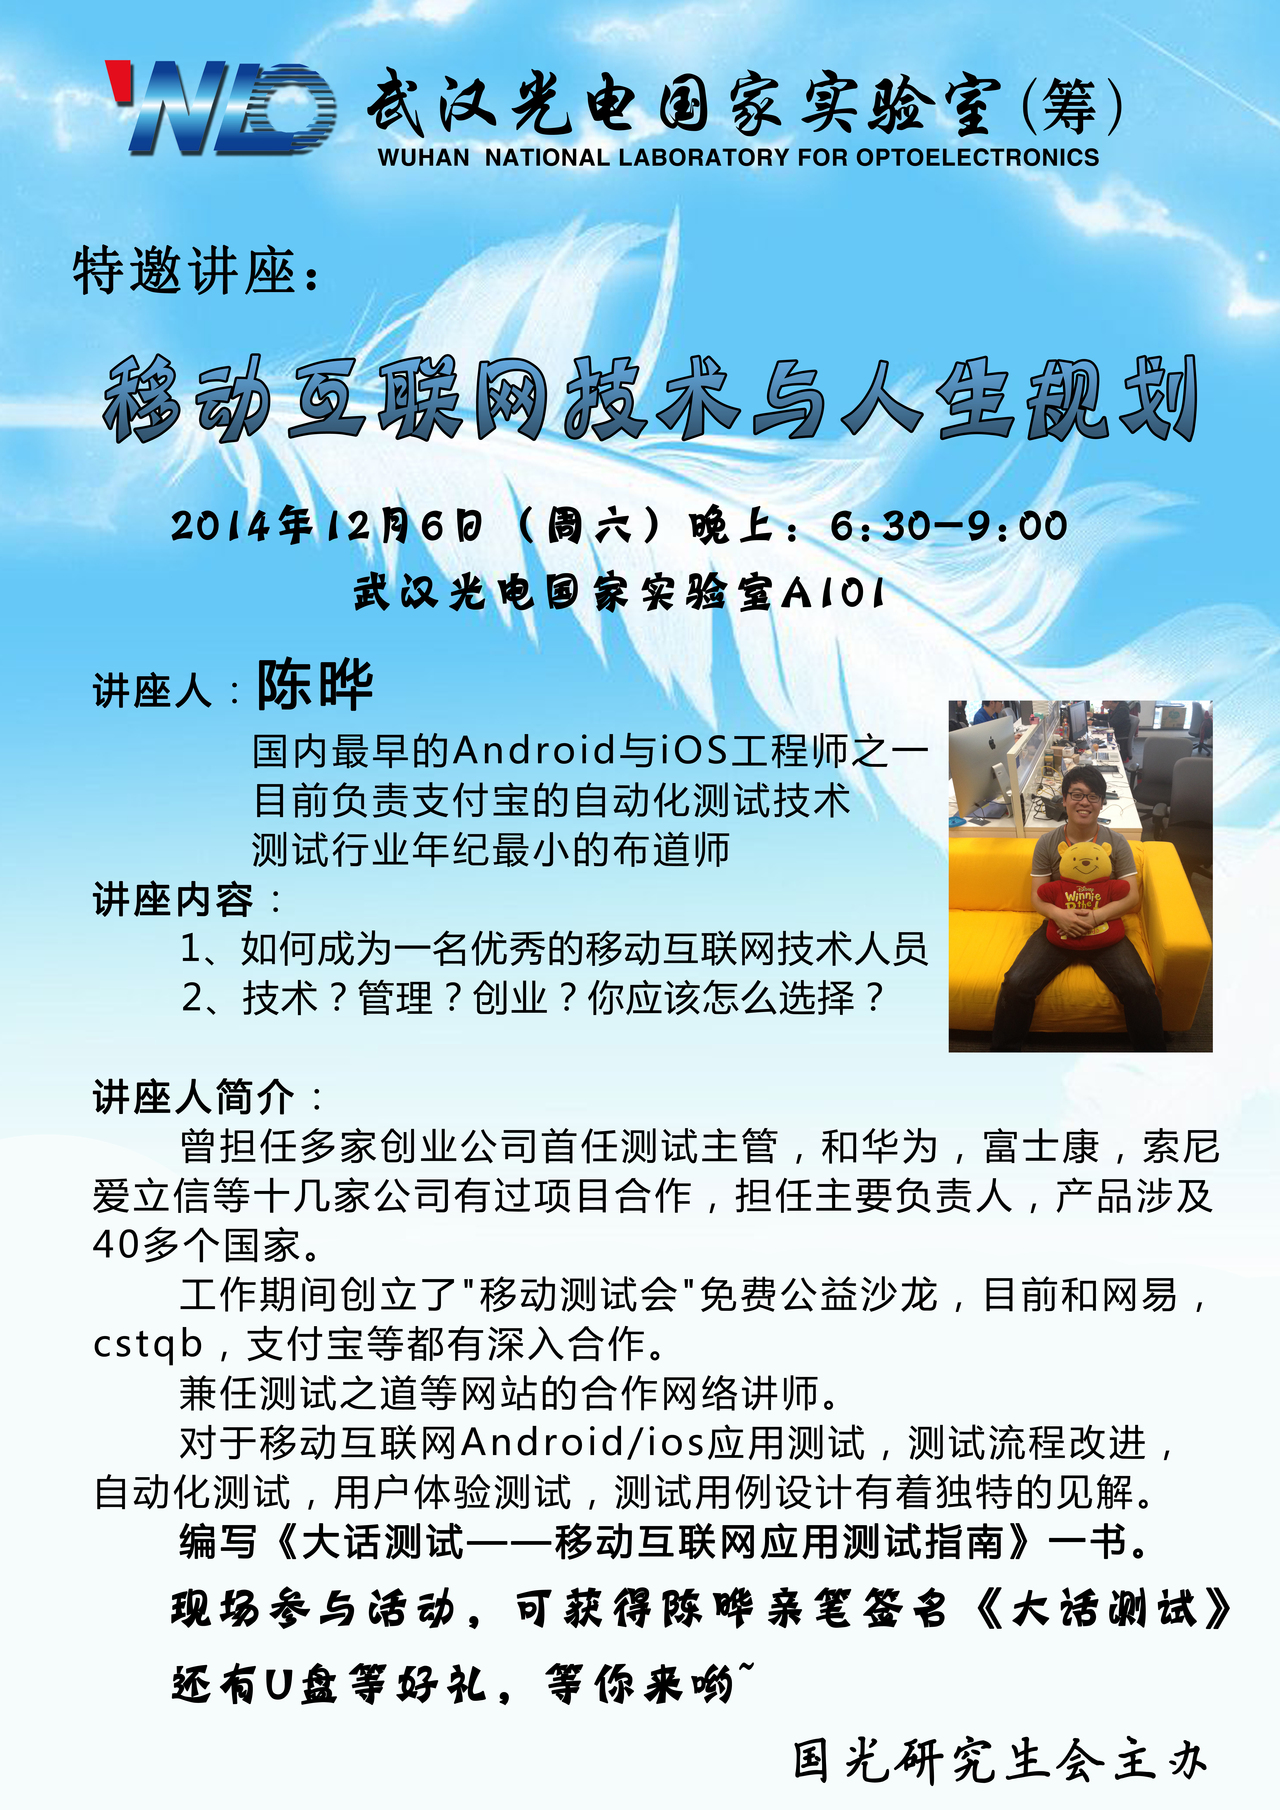 WNLO
武汉光电国家实验室(筹)
WUHAN NATIONAL LABORATORY FOR OPTOELECTRONICS
特邀讲座：
移动互联网技术与人生规划
2014年12月6日（周六）晚上：6:30-9:00
武汉光电国家实验室A101
讲座人：陈晔
国内最早的Android与iOS工程师之一
目前负责支付宝的自动化测试技术
测试行业年纪最小的布道师
讲座内容：
1、如何成为一名优秀的移动互联网技术人员
2、技术？管理？创业？你应该怎么选择？
Disney
Winnie
讲座人简介：
曾担任多家创业公司首任测试主管，和华为，富士康，索尼
爱立信等十几家公司有过项目合作，担任主要负责人，产品涉及
40多个国家。
工作期间创立了"移动测试会"免费公益沙龙，目前和网易，
cstqb，支付宝等都有深入合作。
兼任测试之道等网站的合作网络讲师。
对于移动互联网Android/ios应用测试，测试流程改进，
自动化测试，用户体验测试，测试用例设计有着独特的见解。
编写《大话测试——移动互联网应用测试指南》一书。
现场参与活动，可获得陈晔亲笔签名《大话测试》
还有U盘等好礼，等你来哟~
国光研究生会主办